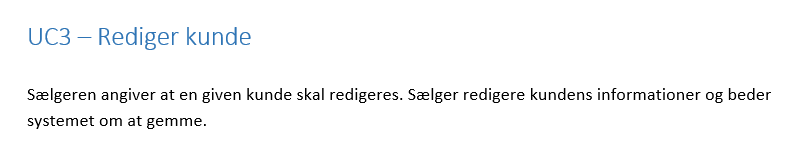 UC3 – Rediger kunde
Sælgeren angiver at en given kunde skal redigeres. Sælger redigere kundens informationer og beder
systemet om at gemme.